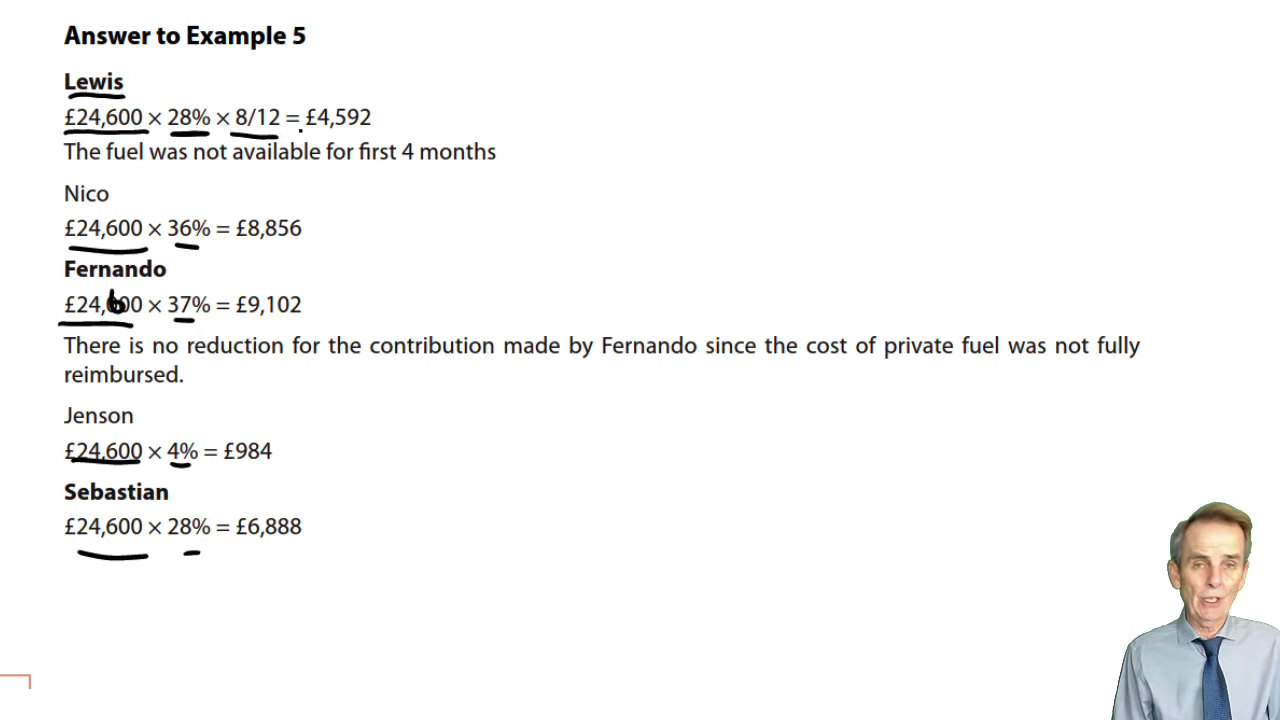 Answer to Example 5
Lewis
£24,600 × 28% × 8/12 = £4,592
The fuel was not available for first 4 months
Nico
£24,600 × 36% = £8,856
Fernando
£24,600 × 37% = £9,102
There is no reduction for the contribution made by Fernando since the cost of private fuel was not fully
reimbursed.
Jenson
£24,600 × 4% = £984
Sebastian
£24,600 × 28% = £6,888